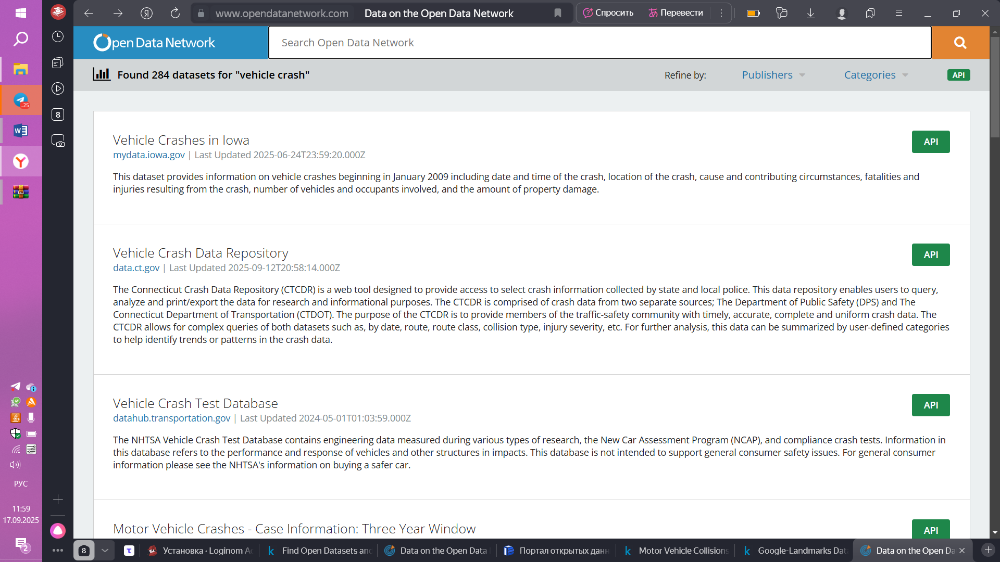 www.opendatanetwork.com
Data on the Open Data Network
Спросить
Перевести
Open Data Network
Search Open Data Network
Found 284 datasets for "vehicle crash"
Refine by:
Publishers
Categories
API
Vehicle Crashes in Iowa
API
mydata.iowa.gov | Last Updated 2025-06-24T23:59:20.000Z
This dataset provides information on vehicle crashes beginning in January 2009 including date and time of the crash, location of the crash, cause and contributing circumstances, fatalities and
injuries resulting from the crash, number of vehicles and occupants involved, and the amount of property damage.
Vehicle Crash Data Repository
API
data.ct.gov | Last Updated 2025-09-12T20:58:14.000Z
The Connecticut Crash Data Repository (CTCDR) is a web tool designed to provide access to select crash information collected by state and local police. This data repository enables users to query,
analyze and print/export the data for research and informational purposes. The CTCDR is comprised of crash data from two separate sources; The Department of Public Safety (DPS) and The
Connecticut Department of Transportation (CTDOT). The purpose of the CTCDR is to provide members of the traffic-safety community with timely, accurate, complete and uniform crash data. The
CTCDR allows for complex queries of both datasets such as, by date, route, route class, collision type, injury severity, etc. For further analysis, this data can be summarized by user-defined categories
to help identify trends or patterns in the crash data.
Vehicle Crash Test Database
API
datahub.transportation.gov | Last Updated 2024-05-01T01:03:59.000Z
The NHTSA Vehicle Crash Test Database contains engineering data measured during various types of research, the New Car Assessment Program (NCAP), and compliance crash tests. Information in
this database refers to the performance and response of vehicles and other structures in impacts. This database is not intended to support general consumer safety issues. For general consumer
information please see the NHTSA's information on buying a safer car.
Motor Vehicle Crashes - Case Information: Three Year Window
API
..25
8
РУС
11:59
17.09.2025
2
8
Установка · Loginom Ac
Find Open Datasets and
Data on the Open Data
Портал открытых данн
Motor Vehicle Collisions
Google-Landmarks Dat
Data on the Open Da